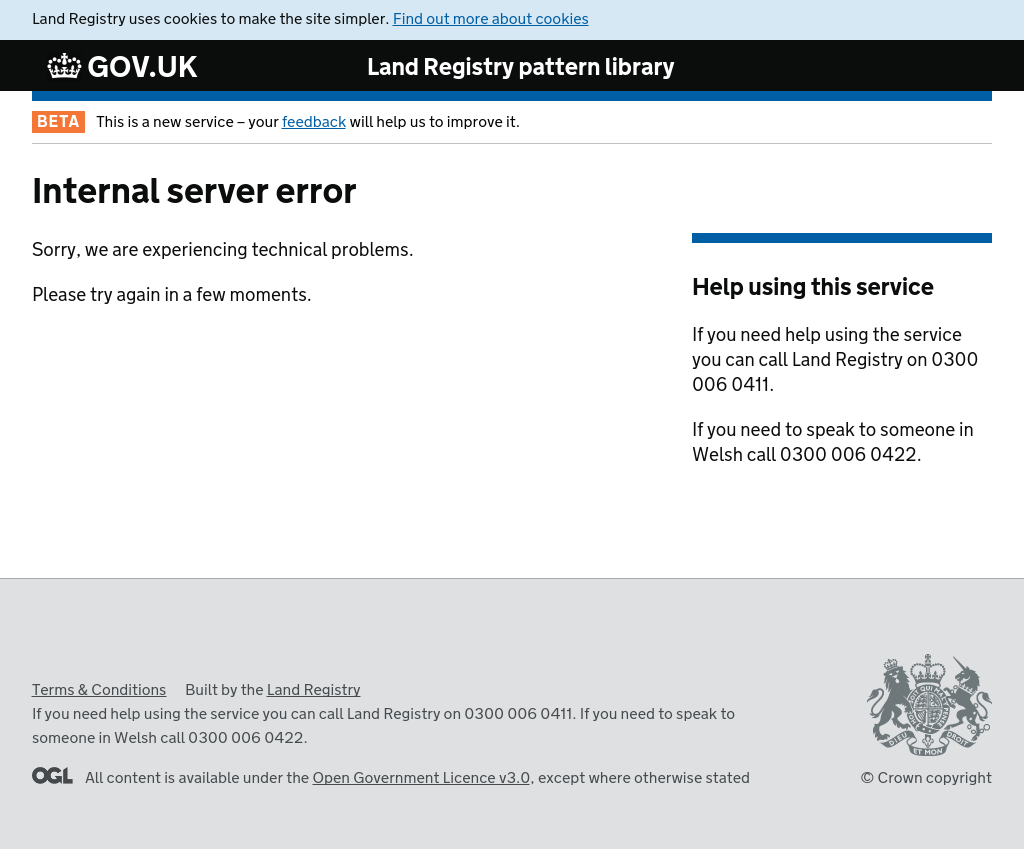 Land Registry uses cookies to make the site simpler. Find out more about cookies
GOV.UK
Land Registry pattern library
BETA This is a new service – your feedback will help us to improve it.
Internal server error
Sorry, we are experiencing technical problems.
Please try again in a few moments.
Help using this service
If you need help using the service
you can call Land Registry on 0300
006 0411.
If you need to speak to someone in
Welsh call 0300 006 0422.
Terms & Conditions Built by the Land Registry
If you need help using the service you can call Land Registry on 0300 006 0411. If you need to speak to
someone in Welsh call 0300 006 0422.
OGL All content is available under the Open Government Licence v3.0, except where otherwise stated
DIEU ET MON DROIT
© Crown copyright